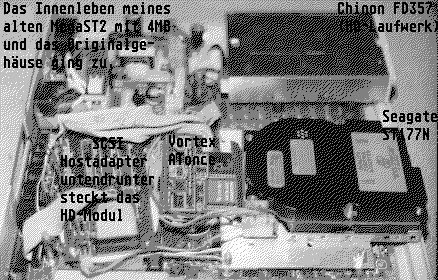 Das Innenleben meines
alten MegaST2 mit 4MB
und das Originalge-
häuse ging zu.
Chinon FD357
(HD-Laufwerk)
Seagate
ST177N
SCSI
Hostadapter
untendrunter
steckt das
HD-Modul
Vortex
ATonce